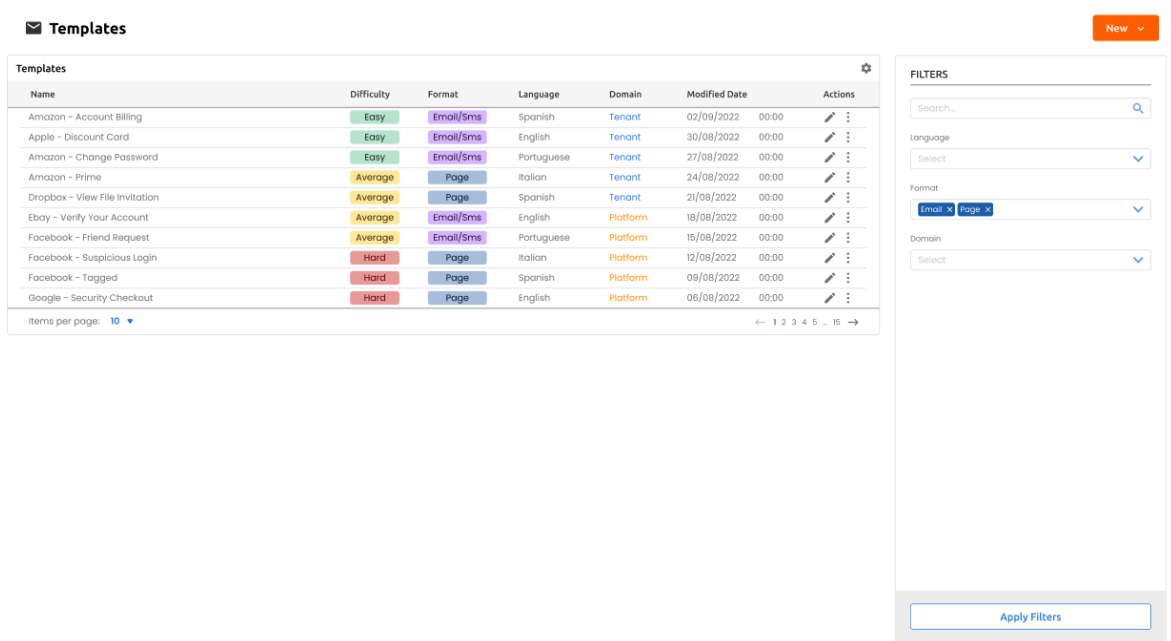 Templates
New
Templates
Name Difficulty Format Language Domain Modified Date Actions
Amazon - Account Billing Easy Email/Sms Spanish Tenant 02/09/2022 00:00
Apple - Discount Card Easy Email/Sms English Tenant 30/08/2022 00:00
Amazon - Change Password Easy Email/Sms Portuguese Tenant 27/08/2022 00:00
Amazon - Prime Average Page Italian Tenant 24/08/2022 00:00
Dropbox - View File Invitation Average Page Spanish Tenant 21/08/2022 00:00
Ebay - Verify Your Account Average Email/Sms English Platform 18/08/2022 00:00
Facebook - Friend Request Average Email/Sms Portuguese Platform 15/08/2022 00:00
Facebook - Suspicious Login Hard Page Italian Platform 12/08/2022 00:00
Facebook - Tagged Hard Page Spanish Platform 09/08/2022 00:00
Google - Security Checkout Hard Page English Platform 06/08/2022 00:00
Items per page: 10 1 2 3 4 5 ... 15
FILTERS
Search...
Language
Select
Format
Email × Page ×
Domain
Select
Apply Filters